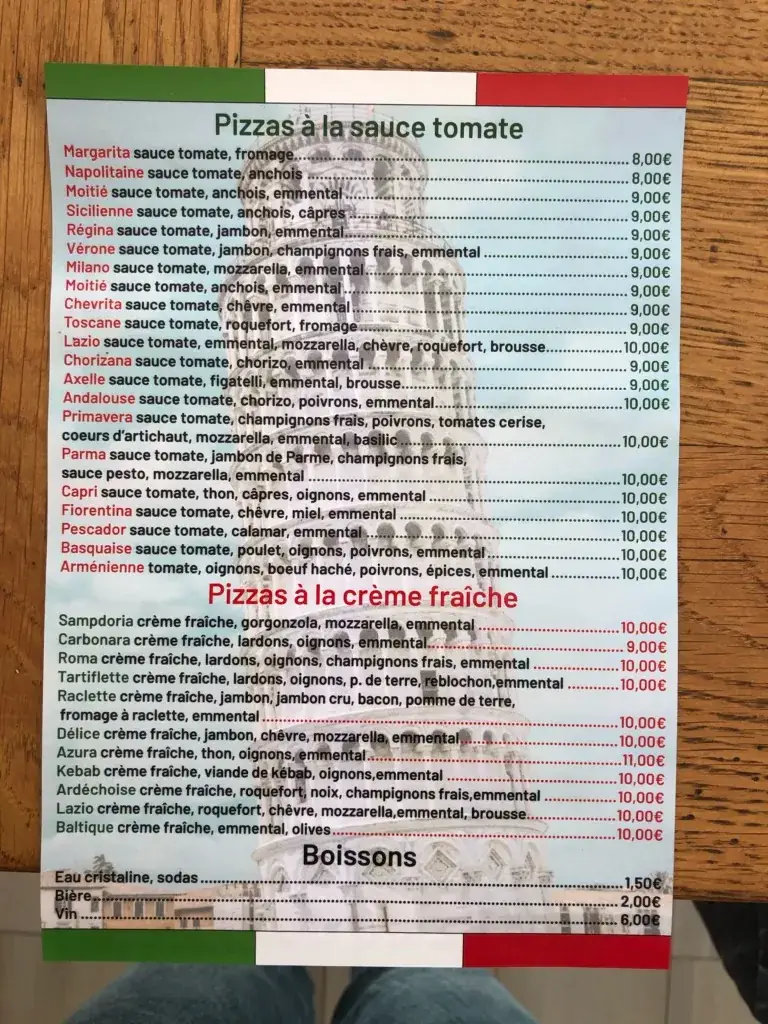 Pizzas à la sauce tomate
Margarita sauce tomate, fromage 8,00€
Napolitaine sauce tomate, anchois 8,00€
Moitié sauce tomate, anchois, emmental 9,00€
Sicilienne sauce tomate, anchois, câpres 9,00€
Régina sauce tomate, jambon, emmental 9,00€
Vérone sauce tomate, jambon, champignons frais, emmental 9,00€
Milano sauce tomate, mozzarella, emmental 9,00€
Moitié sauce tomate, anchois, emmental 9,00€
Chevrita sauce tomate, chêvre, emmental 9,00€
Toscane sauce tomate, roquefort, fromage 9,00€
Lazio sauce tomate, emmental, mozzarella, chèvre, roquefort, brousse 10,00€
Chorizana sauce tomate, chorizo, emmental 9,00€
Axelle sauce tomate, figatelli, emmental, brousse 9,00€
Andalouse sauce tomate, chorizo, poivrons, emmental 10,00€
Primavera sauce tomate, champignons frais, poivrons, tomates cerise,
coeurs d'artichaut, mozzarella, emmental, basilic 10,00€
Parma sauce tomate, jambon de Parme, champignons frais,
sauce pesto, mozzarella, emmental 10,00€
Capri sauce tomate, thon, câpres, oignons, emmental 10,00€
Fiorentina sauce tomate, chêvre, miel, emmental 10,00€
Pescador sauce tomate, calamar, emmental 10,00€
Basquaise sauce tomate, poulet, oignons, poivrons, emmental 10,00€
Arménienne tomate, oignons, boeuf haché, poivrons, épices, emmental 10,00€
Pizzas à la crème fraîche
Sampdoria crème fraîche, gorgonzola, mozzarella, emmental 10,00€
Carbonara crème fraîche, lardons, oignons, emmental 9,00€
Roma crème fraîche, lardons, oignons, champignons frais, emmental 10,00€
Tartiflette crème fraîche, lardons, oignons, p. de terre, reblochon,emmental 10,00€
Raclette crème fraîche, jambon, jambon cru, bacon, pomme de terre,
fromage à raclette, emmental 10,00€
Délice crème fraîche, jambon, chêvre, mozzarella, emmental 10,00€
Azura crème fraîche, thon, oignons, emmental 11,00€
Kebab crème fraîche, viande de kébab, oignons,emmental 10,00€
Ardéchoise crème fraîche, roquefort, noix, champignons frais,emmental 10,00€
Lazio crème fraîche, roquefort, chêvre, mozzarella,emmental, brousse 10,00€
Baltique crème fraîche, emmental, olives 10,00€
Boissons
Eau cristaline, sodas 1,50€
Bière 2,00€
Vin 6,00€